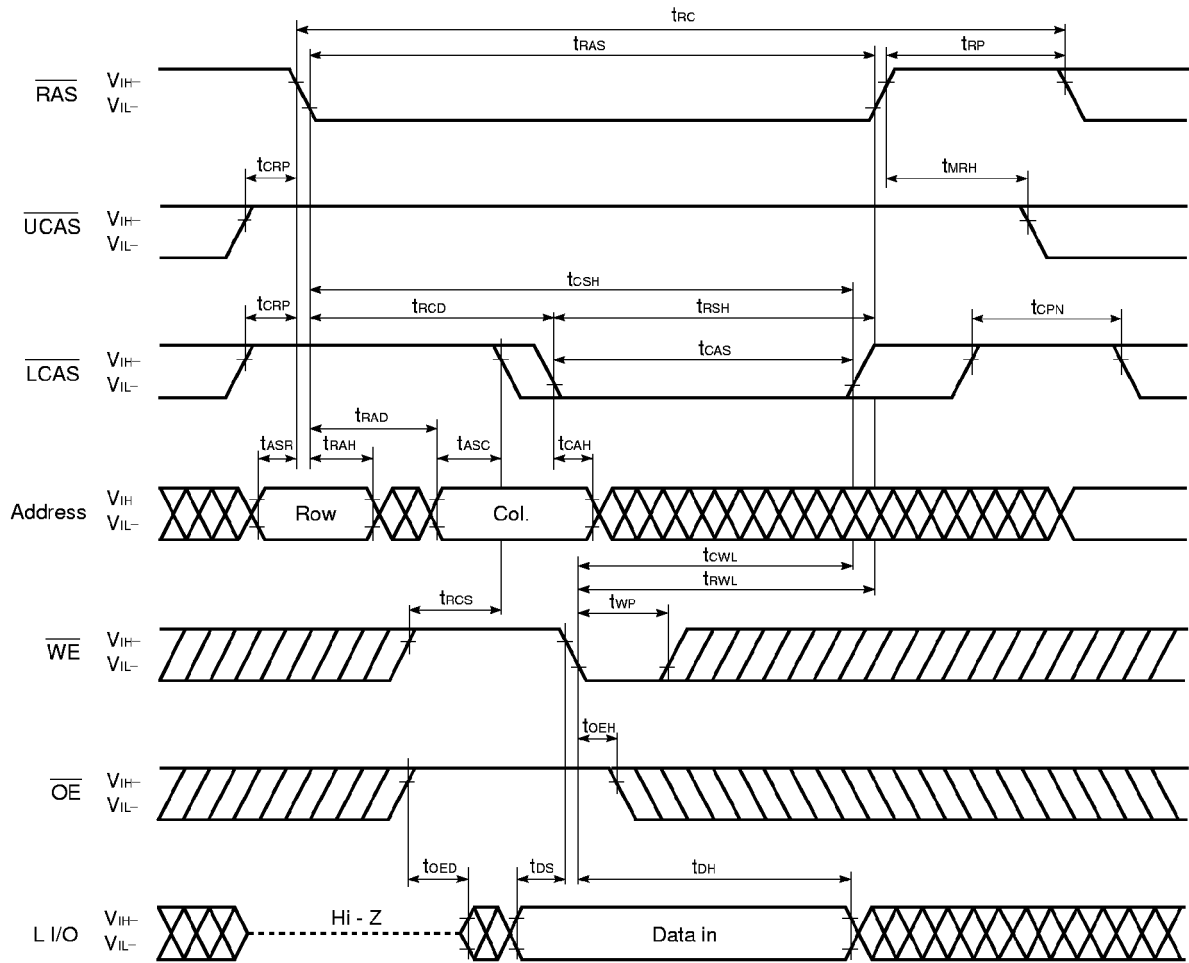 tRC
tRAS
tRP
RAS
VIH–
VIL–
tCRP
tMRH
UCAS
VIH–
VIL–
tCSH
tCRP
tRCD
tRSH
tCPN
LCAS
VIH–
VIL–
tCAS
tRAD
tASR
tRAH
tASC
tCAH
Address
VIH
VIL–
Row
Col.
tCWL
tRWL
tRCS
tWP
WE
VIH–
VIL–
tOEH
OE
VIH–
VIL–
tOED
tDS
tDH
L I/O
VIH–
VIL–
Hi - Z
Data in